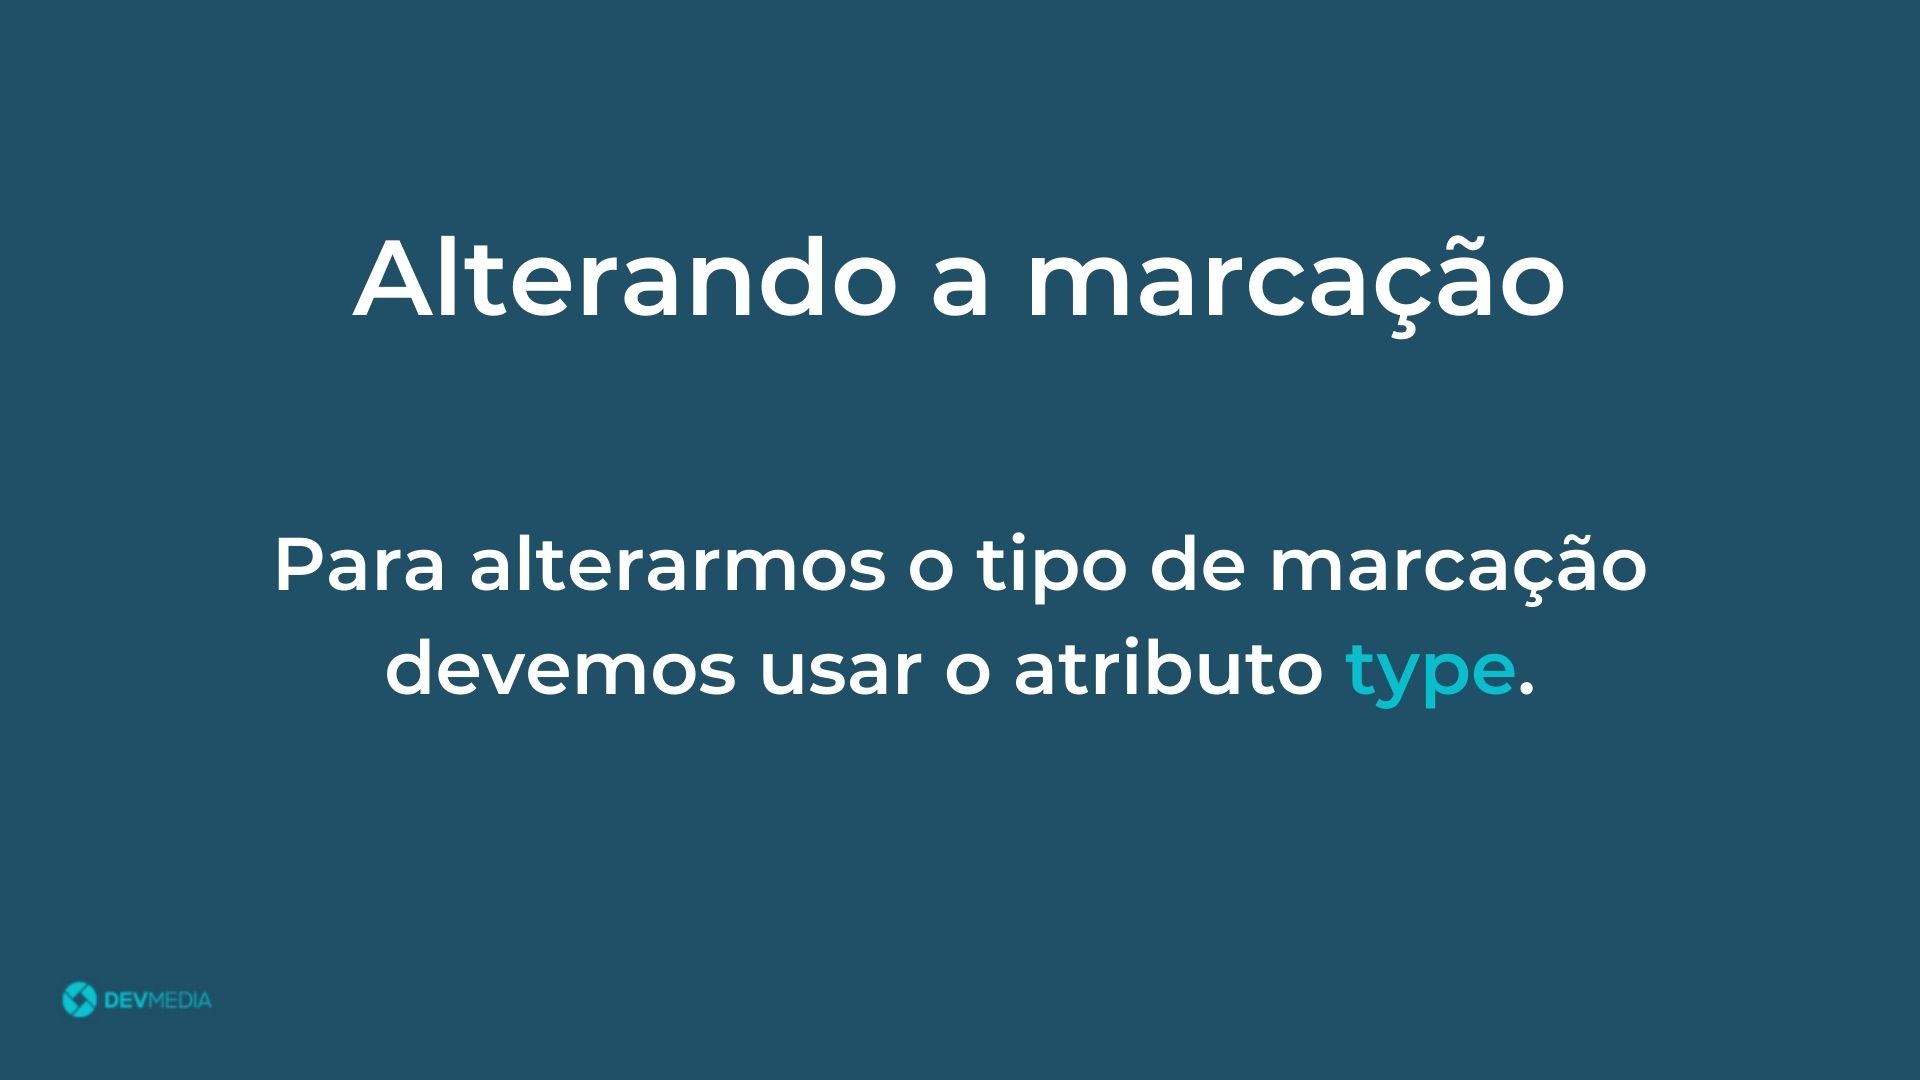 Alterando a marcação
Para alterarmos o tipo de marcação
devemos usar o atributo type.
DEVMEDIA